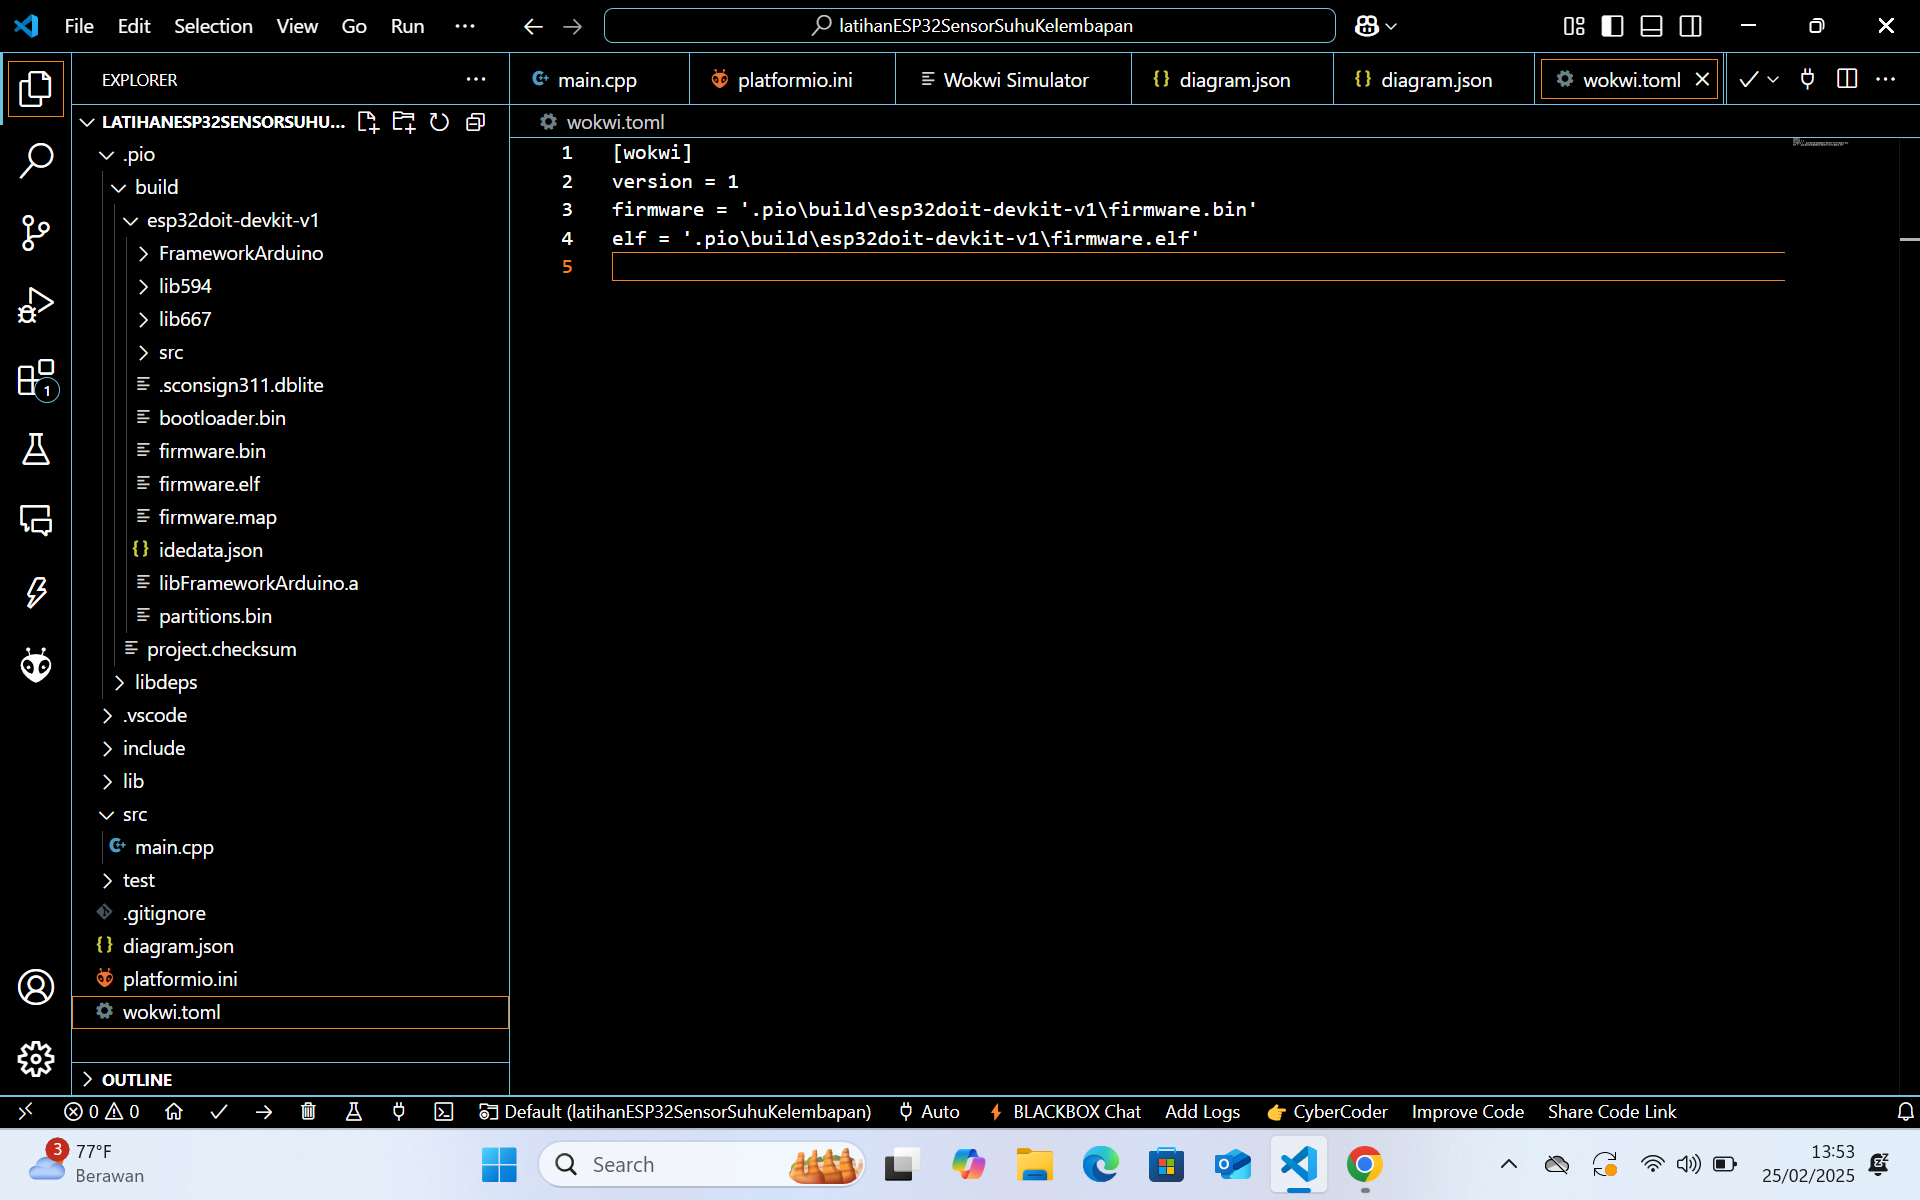 File Edit Selection View Go Run
latihanESP32SensorSuhuKelembapan
EXPLORER
main.cpp
platformio.ini
Wokwi Simulator
diagram.json
diagram.json
wokwi.toml
LATIHANESP32SENSORSUHU...
.pio
build
esp32doit-devkit-v1
FrameworkArduino
lib594
lib667
src
.sconsign311.dblite
bootloader.bin
firmware.bin
firmware.elf
firmware.map
idedata.json
libFrameworkArduino.a
partitions.bin
project.checksum
libdeps
.vscode
include
lib
src
main.cpp
test
.gitignore
diagram.json
platformio.ini
wokwi.toml
OUTLINE
1
wokwi.toml
1 [wokwi]
2 version = 1
3 firmware = '.pio\build\esp32doit-devkit-v1\firmware.bin'
4 elf = '.pio\build\esp32doit-devkit-v1\firmware.elf'
5
0 0 Default (latihanESP32SensorSuhuKelembapan) Auto BLACKBOX Chat Add Logs CyberCoder Improve Code Share Code Link
3
77°F
Berawan
Search
13:53
25/02/2025